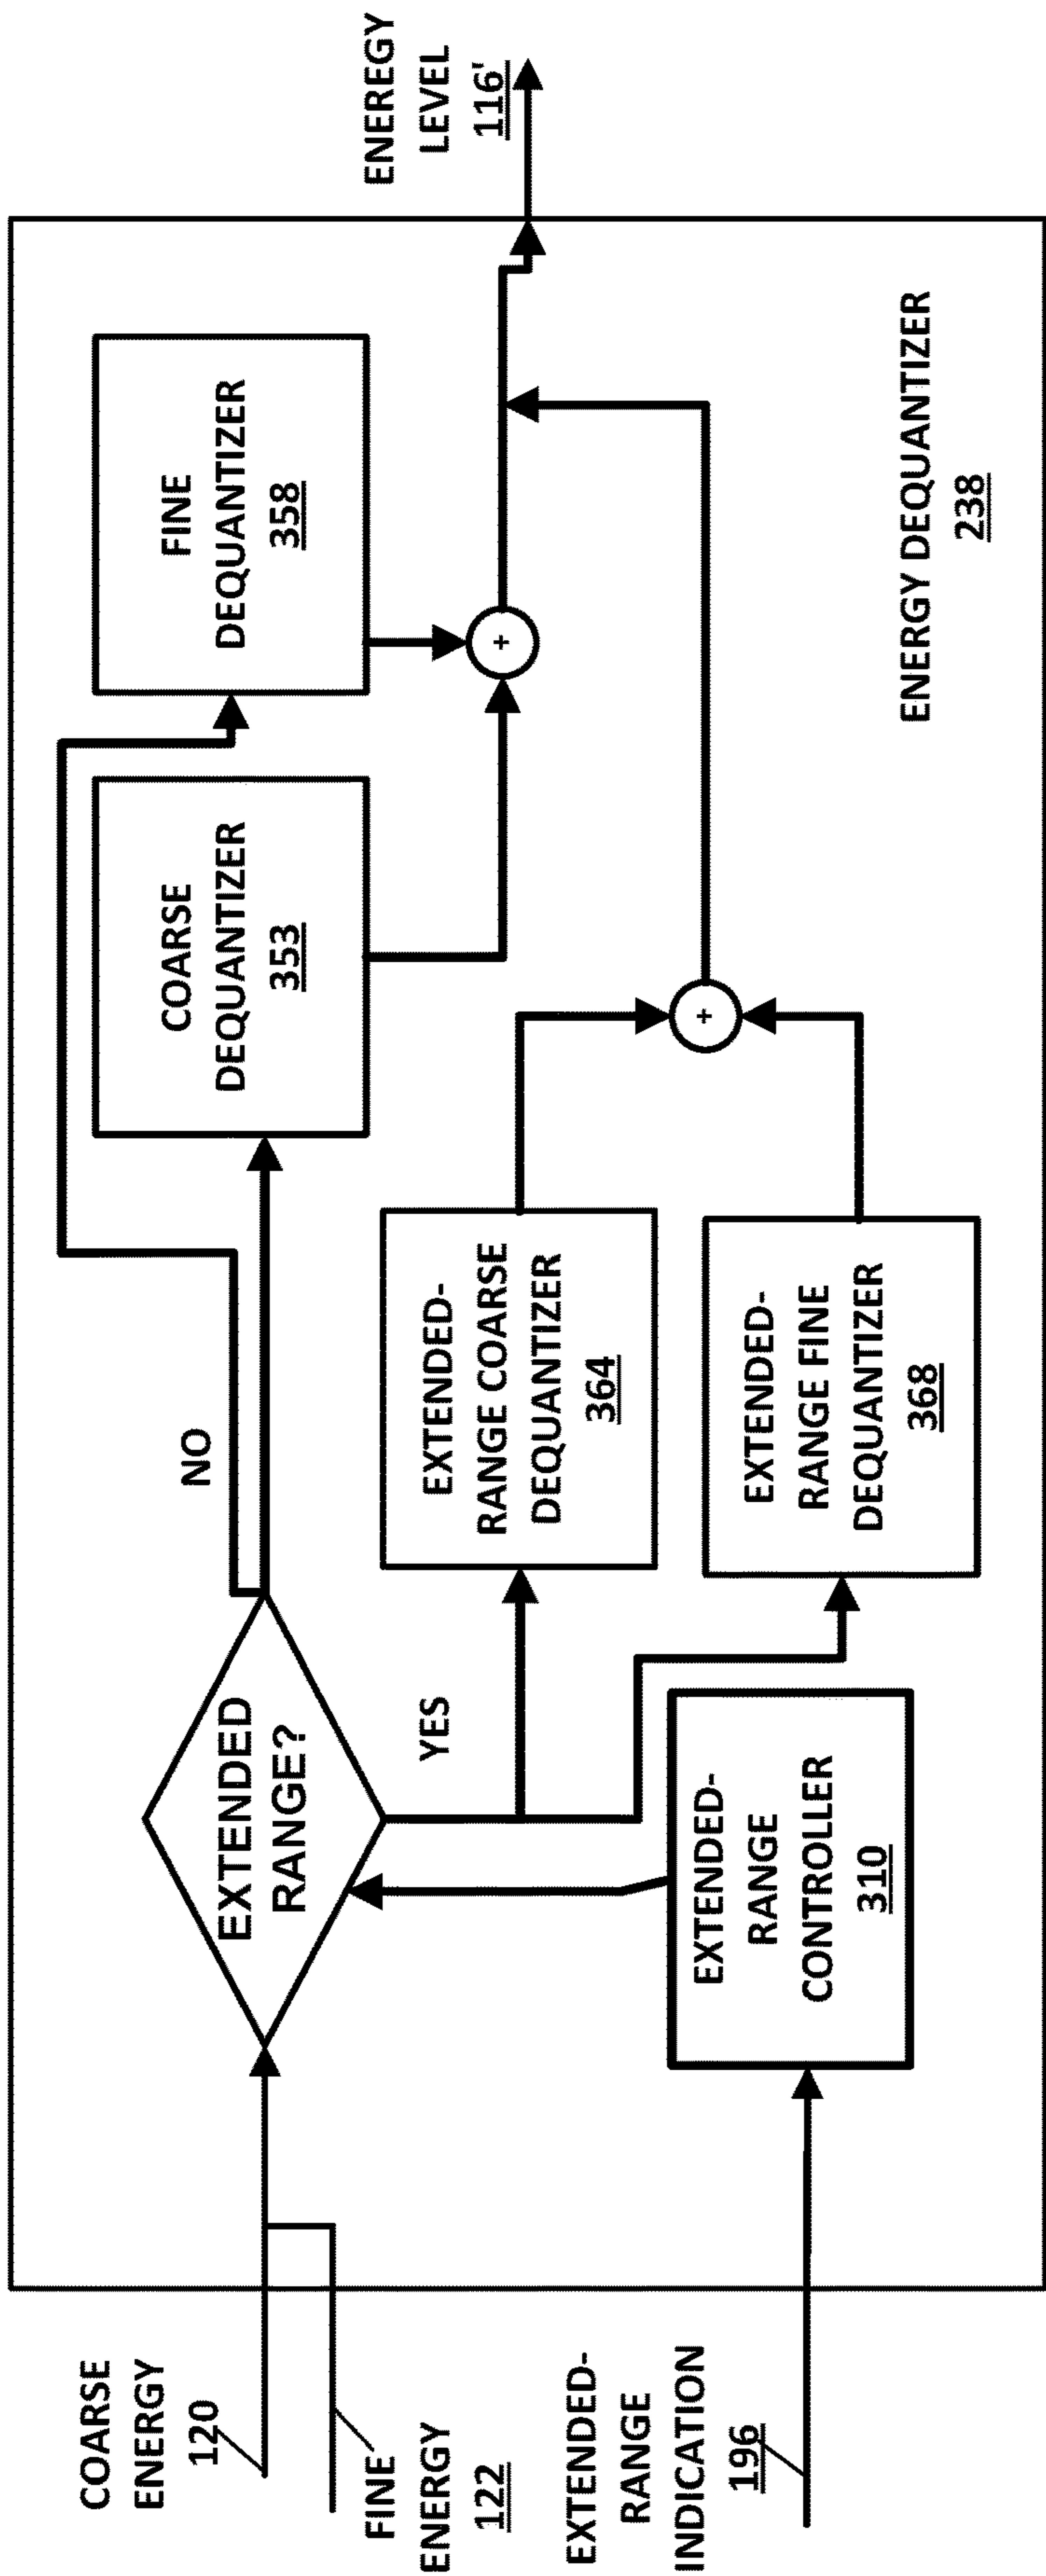 COARSE
ENERGY
120
FINE
ENERGY
122
EXTENDED-
RANGE
INDICATION
196
EXTENDED
RANGE?
NO
YES
EXTENDED-
RANGE
CONTROLLER
310
COARSE
DEQUANTIZER
353
FINE
DEQUANTIZER
358
EXTENDED-
RANGE COARSE
DEQUANTIZER
364
EXTENDED-
RANGE FINE
DEQUANTIZER
368
+
+
ENERGY DEQUANTIZER
238
ENEREGY
LEVEL
116'